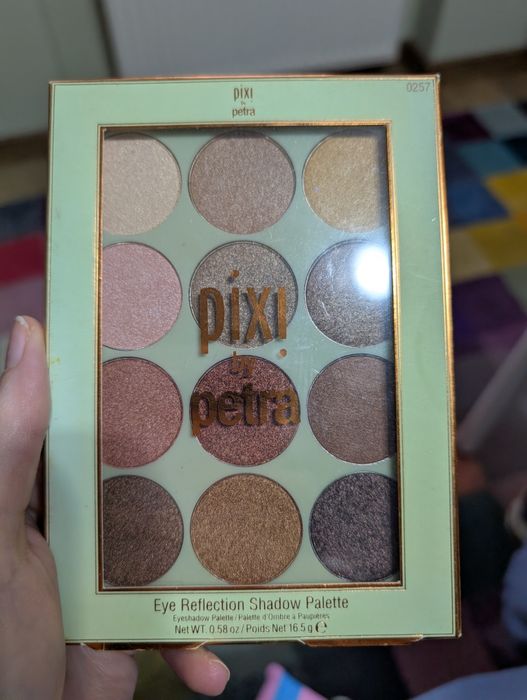 pixi
by
petra
0257
pixi
by
petra
Eye Reflection Shadow Palette
Eyeshadow Palette / Palette d'Ombre à Paupières
Net WT. 0.58 oz / Poids Net 16.5 g ℮